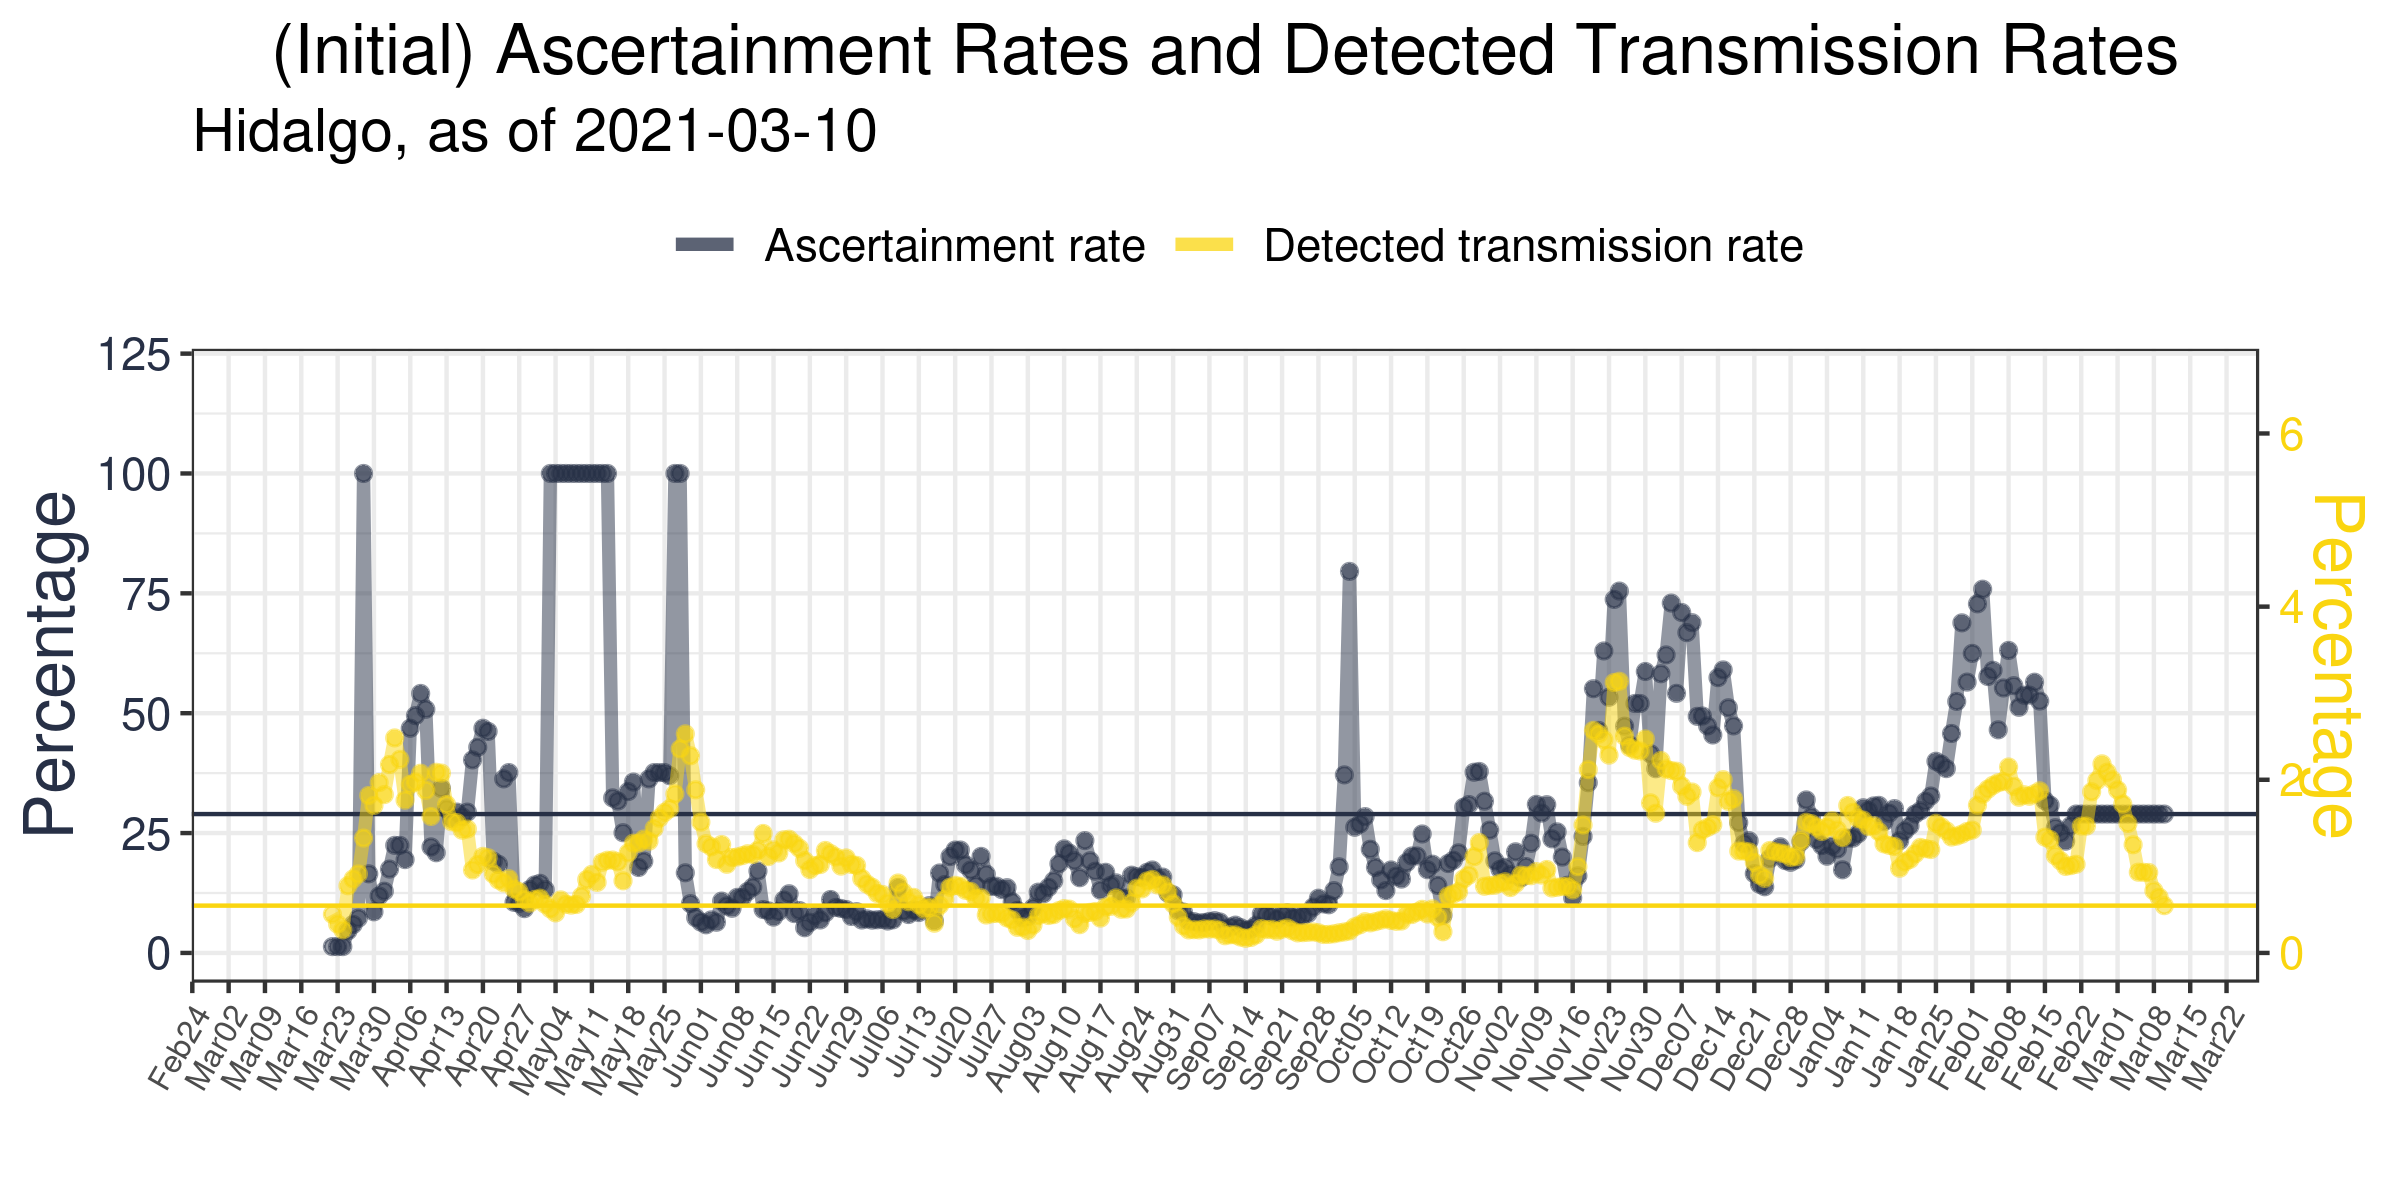 (Initial) Ascertainment Rates and Detected Transmission Rates
Hidalgo, as of 2021-03-10
Ascertainment rate
Detected transmission rate
Percentage
125
100
75
50
25
0
6
4
2
0
Percentage
Feb24
Mar02
Mar09
Mar16
Mar23
Mar30
Apr06
Apr13
Apr20
Apr27
May04
May11
May18
May25
Jun01
Jun08
Jun15
Jun22
Jun29
Jul06
Jul13
Jul20
Jul27
Aug03
Aug10
Aug17
Aug24
Aug31
Sep07
Sep14
Sep21
Sep28
Oct05
Oct12
Oct19
Oct26
Nov02
Nov09
Nov16
Nov23
Nov30
Dec07
Dec14
Dec21
Dec28
Jan04
Jan11
Jan18
Jan25
Feb01
Feb08
Feb15
Feb22
Mar01
Mar08
Mar15
Mar22